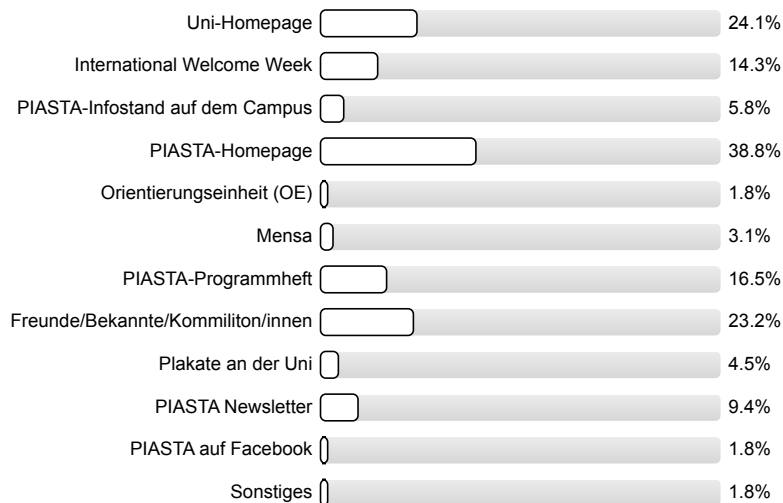 Uni-Homepage 24.1%
International Welcome Week 14.3%
PIASTA-Infostand auf dem Campus 5.8%
PIASTA-Homepage 38.8%
Orientierungseinheit (OE) 1.8%
Mensa 3.1%
PIASTA-Programmheft 16.5%
Freunde/Bekannte/Kommiliton/innen 23.2%
Plakate an der Uni 4.5%
PIASTA Newsletter 9.4%
PIASTA auf Facebook 1.8%
Sonstiges 1.8%